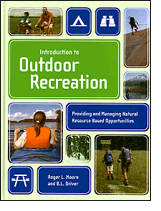 Introduction to
Outdoor
Recreation
Providing and Managing Natural
Resource Based Opportunities
Roger L. Moore
and B.L. Driver